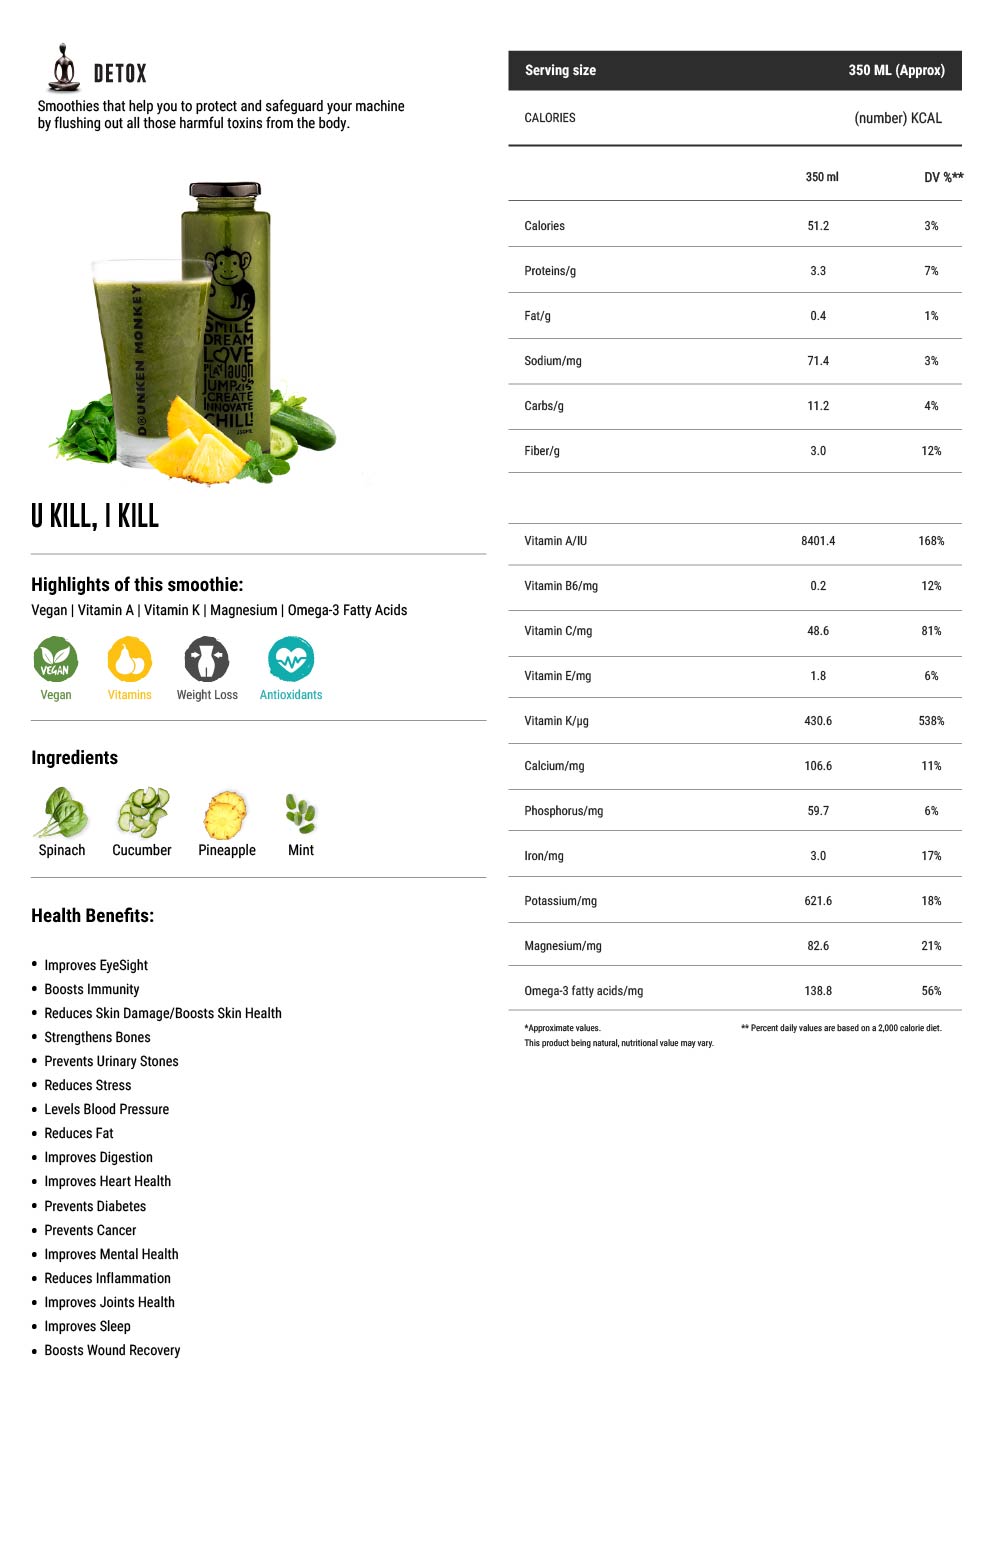 DETOX
Smoothies that help you to protect and safeguard your machine
by flushing out all those harmful toxins from the body.
DRUNKEN MONKEY
SMILE
DREAM
LOVE
PLAY laugh
JUMP KISS
CREATE
INNOVATE
CHILL!
350ML
U KILL, I KILL
Highlights of this smoothie:
Vegan | Vitamin A | Vitamin K | Magnesium | Omega-3 Fatty Acids
VEGAN
Vegan Vitamins Weight Loss Antioxidants
Ingredients
Spinach Cucumber Pineapple Mint
Health Benefits:
• Improves EyeSight
• Boosts Immunity
• Reduces Skin Damage/Boosts Skin Health
• Strengthens Bones
• Prevents Urinary Stones
• Reduces Stress
• Levels Blood Pressure
• Reduces Fat
• Improves Digestion
• Improves Heart Health
• Prevents Diabetes
• Prevents Cancer
• Improves Mental Health
• Reduces Inflammation
• Improves Joints Health
• Improves Sleep
• Boosts Wound Recovery
Serving size 350 ML (Approx)
CALORIES (number) KCAL
350 ml DV %**
Calories 51.2 3%
Proteins/g 3.3 7%
Fat/g 0.4 1%
Sodium/mg 71.4 3%
Carbs/g 11.2 4%
Fiber/g 3.0 12%
Vitamin A/IU 8401.4 168%
Vitamin B6/mg 0.2 12%
Vitamin C/mg 48.6 81%
Vitamin E/mg 1.8 6%
Vitamin K/µg 430.6 538%
Calcium/mg 106.6 11%
Phosphorus/mg 59.7 6%
Iron/mg 3.0 17%
Potassium/mg 621.6 18%
Magnesium/mg 82.6 21%
Omega-3 fatty acids/mg 138.8 56%
*Approximate values. ** Percent daily values are based on a 2,000 calorie diet.
This product being natural, nutritional value may vary.